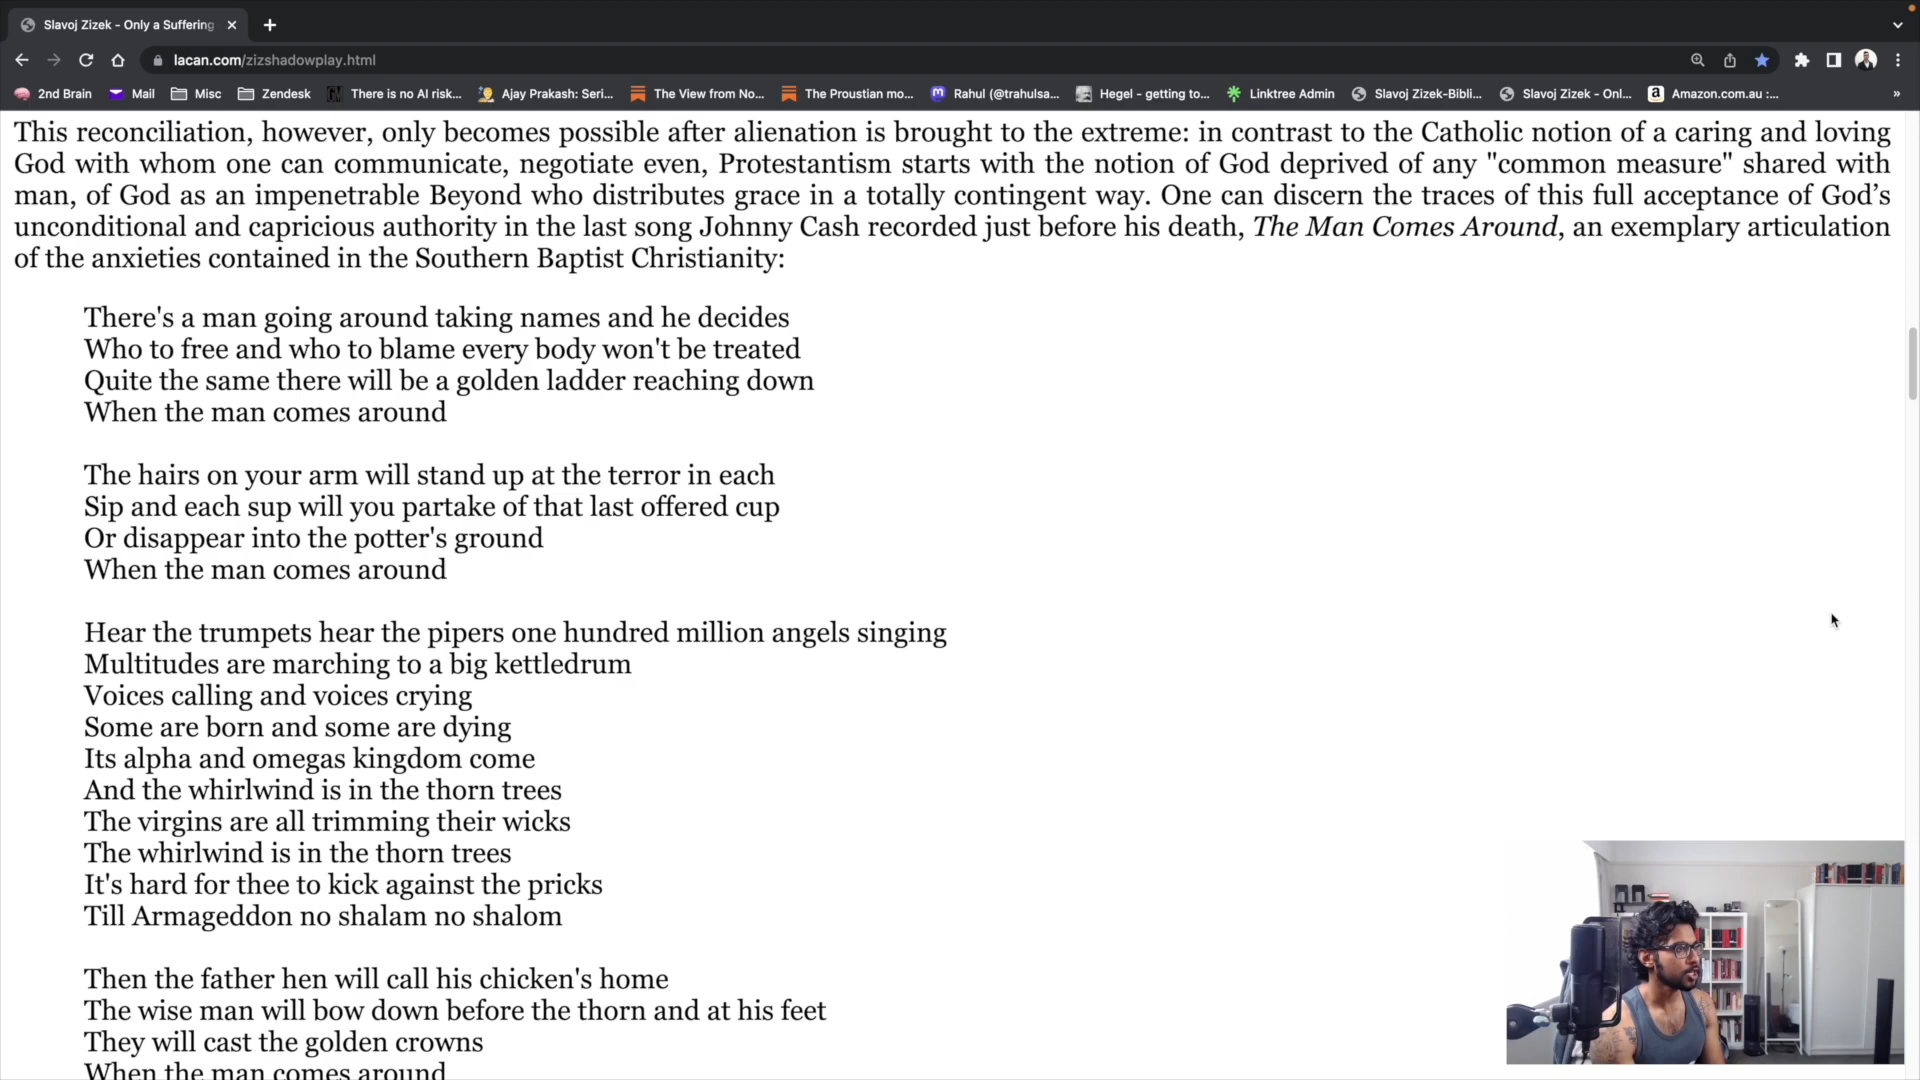 Slavoj Zizek - Only a Suffering
lacan.com/zizshadowplay.html
2nd Brain Mail Misc Zendesk There is no AI risk... Ajay Prakash: Seri... The View from No... The Proustian mo... Rahul (@trahulsa... Hegel - getting to... Linktree Admin Slavoj Zizek-Bibli... Slavoj Zizek - Onl... Amazon.com.au :... »
This reconciliation, however, only becomes possible after alienation is brought to the extreme: in contrast to the Catholic notion of a caring and loving
God with whom one can communicate, negotiate even, Protestantism starts with the notion of God deprived of any "common measure" shared with
man, of God as an impenetrable Beyond who distributes grace in a totally contingent way. One can discern the traces of this full acceptance of God’s
unconditional and capricious authority in the last song Johnny Cash recorded just before his death, The Man Comes Around, an exemplary articulation
of the anxieties contained in the Southern Baptist Christianity:
There's a man going around taking names and he decides
Who to free and who to blame every body won't be treated
Quite the same there will be a golden ladder reaching down
When the man comes around
The hairs on your arm will stand up at the terror in each
Sip and each sup will you partake of that last offered cup
Or disappear into the potter's ground
When the man comes around
Hear the trumpets hear the pipers one hundred million angels singing
Multitudes are marching to a big kettledrum
Voices calling and voices crying
Some are born and some are dying
Its alpha and omegas kingdom come
And the whirlwind is in the thorn trees
The virgins are all trimming their wicks
The whirlwind is in the thorn trees
It's hard for thee to kick against the pricks
Till Armageddon no shalam no shalom
Then the father hen will call his chicken's home
The wise man will bow down before the thorn and at his feet
They will cast the golden crowns
When the man comes around